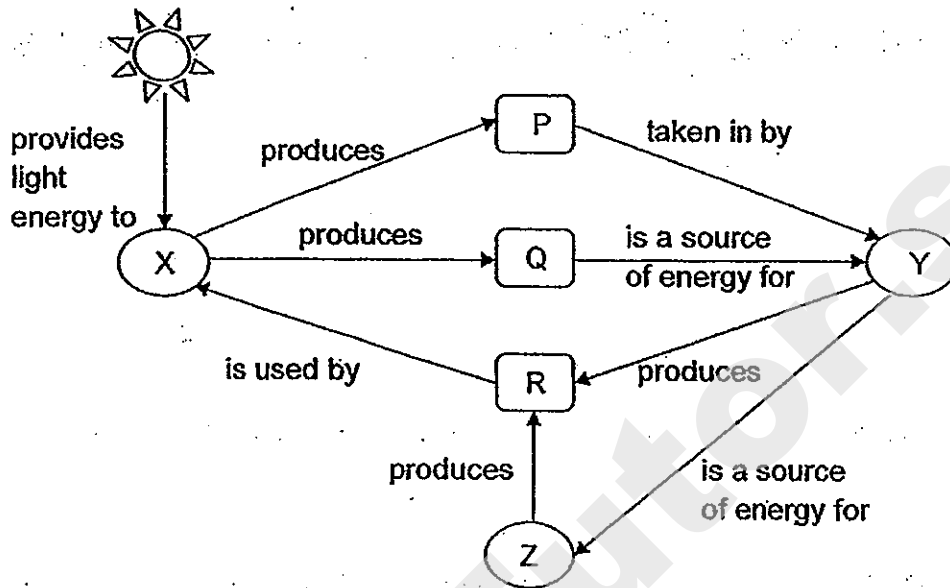 P
provides
light
energy to
produces
taken in by
X
produces
Q
is a source
of energy for
Y
is used by
R
produces
produces
is a source
of energy for
Z